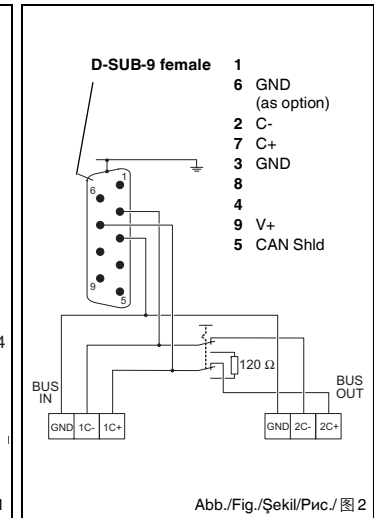 D-SUB-9 female
1
6 GND
(as option)
2 C-
7 C+
3 GND
8
4
9 V+
5 CAN Shld
1
6
9
5
4
120 Ω
BUS
IN
BUS
OUT
GND 1C- 1C+
GND 2C- 2C+
1
Abb./Fig./Şekil/Рис./ 图 2